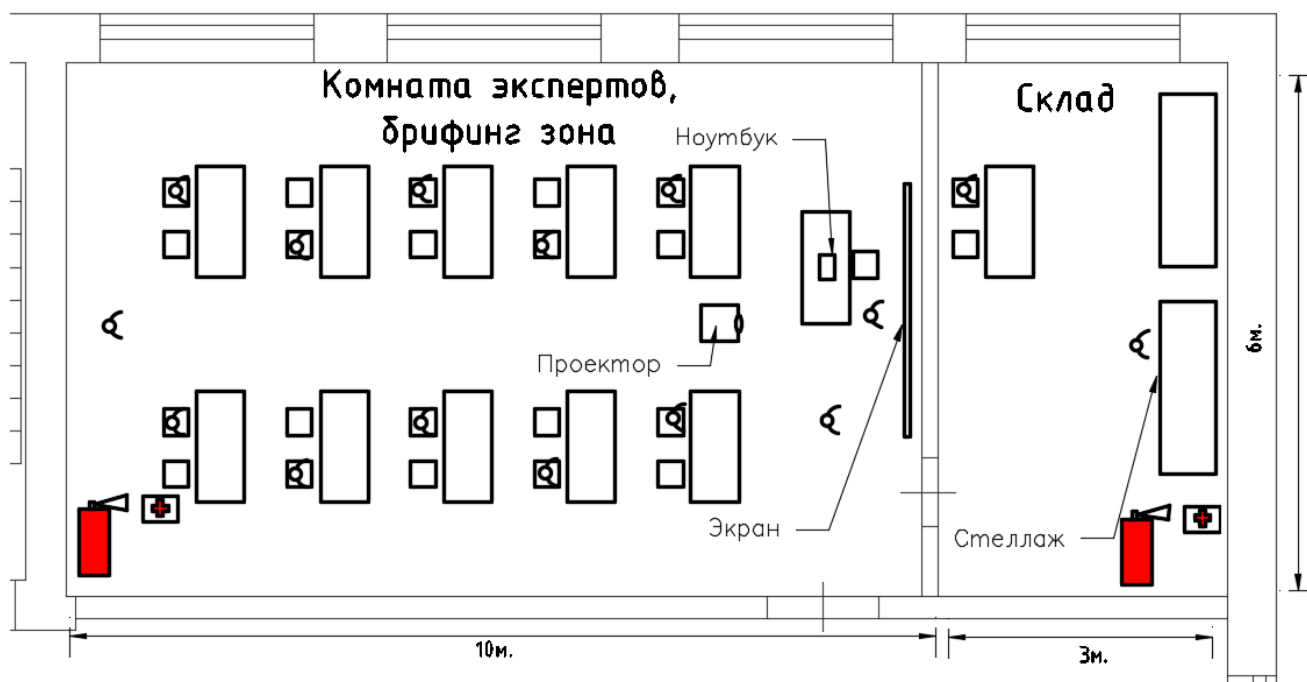 Комната экспертов,
брифинг зона
Склад
Ноутбук
Проектор
Экран
Стеллаж
6м.
10м.
3м.